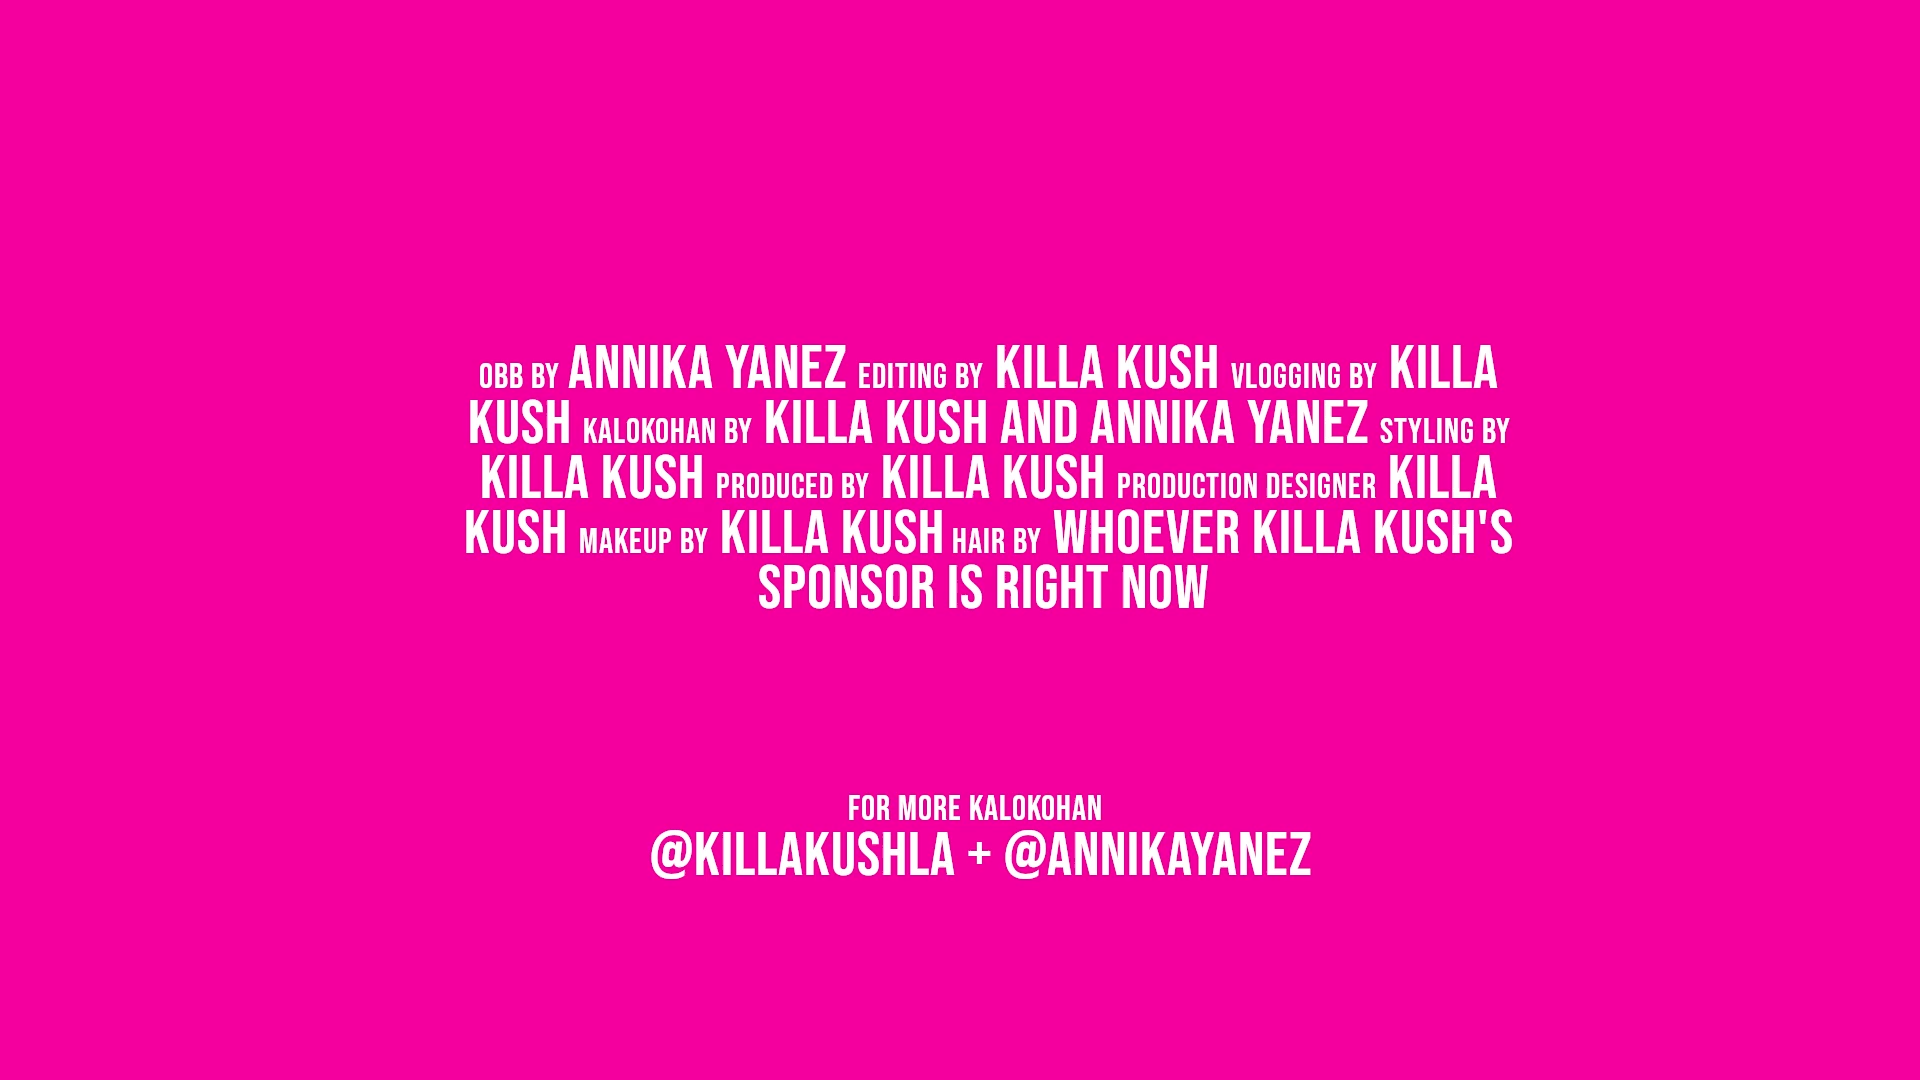 OBB BY ANNIKA YANEZ EDITING BY KILLA KUSH VLOGGING BY KILLA
KUSH KALOKOHAN BY KILLA KUSH AND ANNIKA YANEZ STYLING BY
KILLA KUSH PRODUCED BY KILLA KUSH PRODUCTION DESIGNER KILLA
KUSH MAKEUP BY KILLA KUSH HAIR BY WHOEVER KILLA KUSH'S
SPONSOR IS RIGHT NOW
FOR MORE KALOKOHAN
@KILLAKUSHLA + @ANNIKAYANEZ